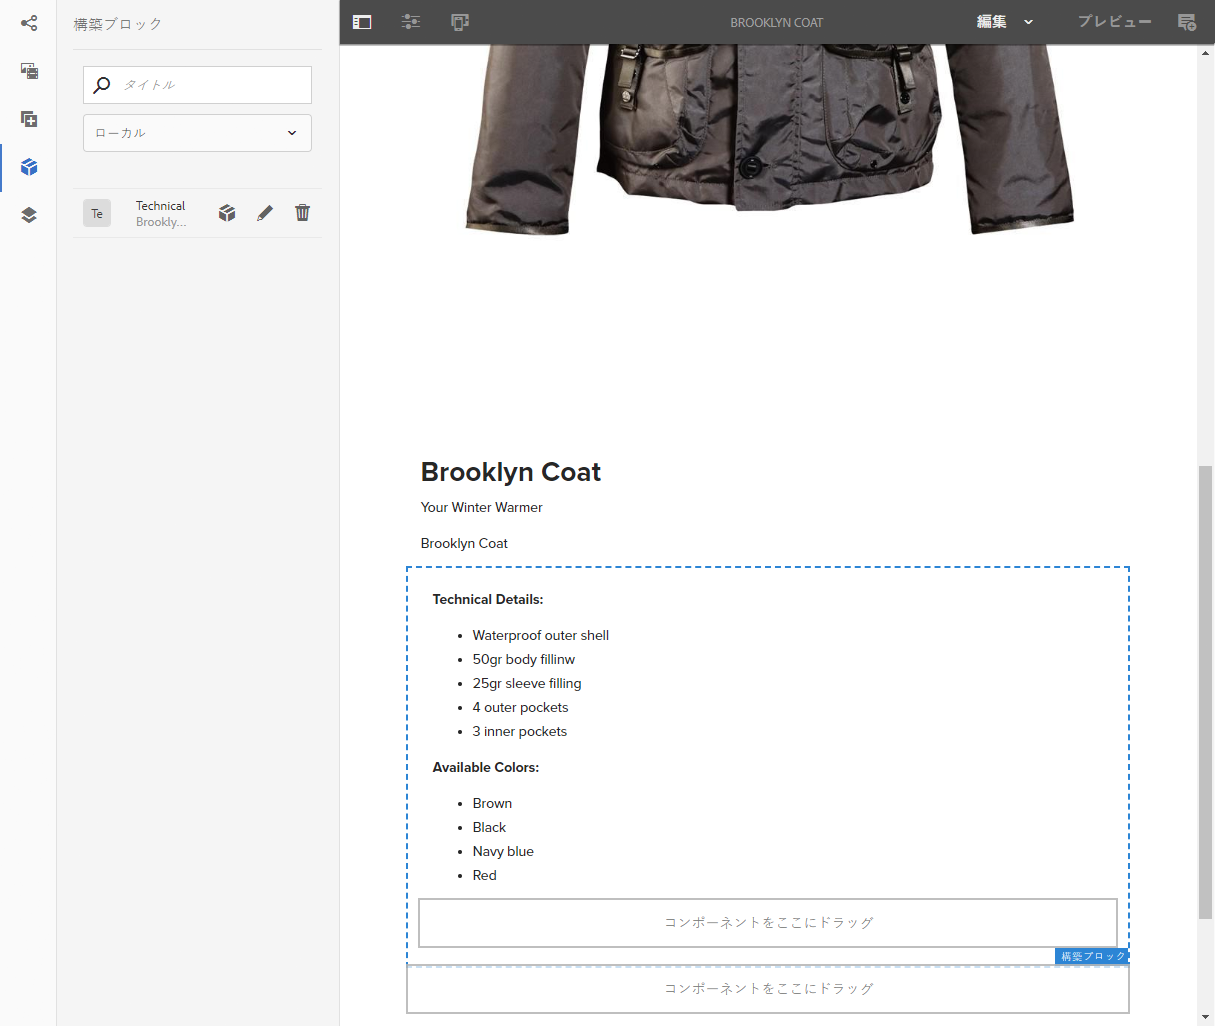 構築ブロック
タイトル
ローカル
Te
Technical
Brookly...
BROOKLYN COAT
編集
プレビュー
Brooklyn Coat
Your Winter Warmer
Brooklyn Coat
Technical Details:
Waterproof outer shell
50gr body fillinw
25gr sleeve filling
4 outer pockets
3 inner pockets
Available Colors:
Brown
Black
Navy blue
Red
コンポーネントをここにドラッグ
構築ブロック
コンポーネントをここにドラッグ